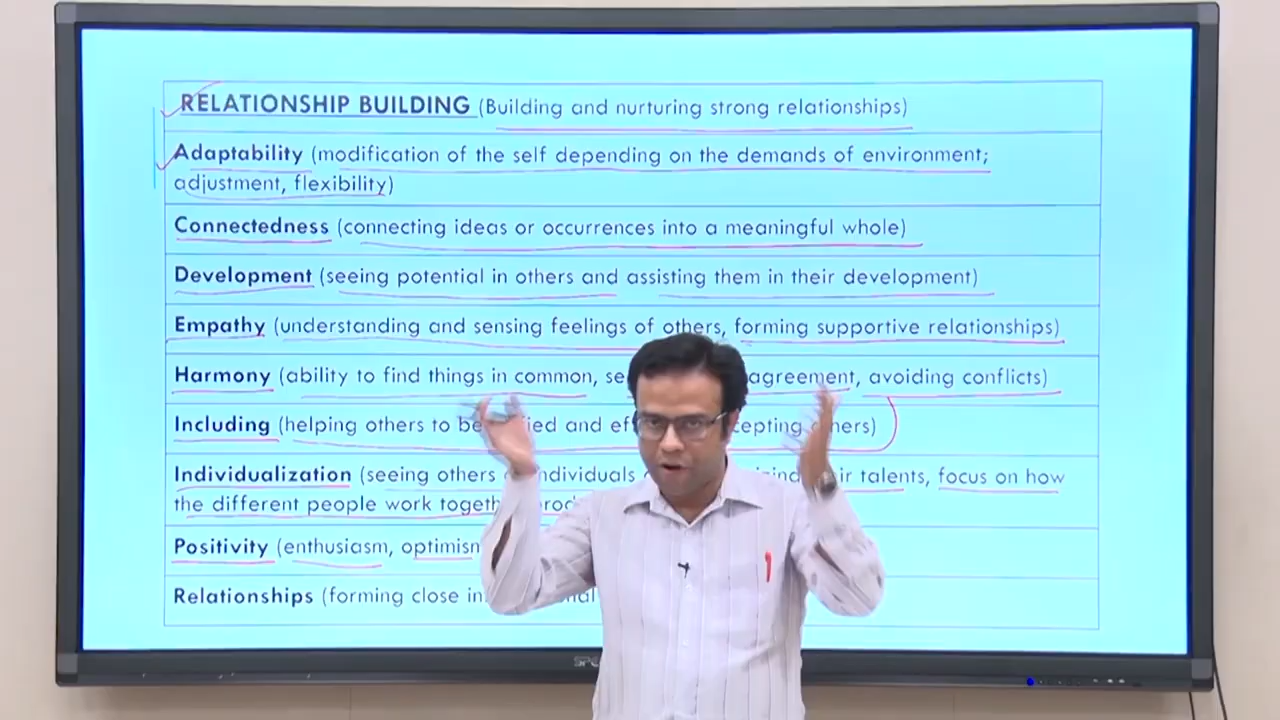 RELATIONSHIP BUILDING (Building and nurturing strong relationships)
Adaptability (modification of the self depending on the demands of environment;
adjustment, flexibility)
Connectedness (connecting ideas or occurrences into a meaningful whole)
Development (seeing potential in others and assisting them in their development)
Empathy (understanding and sensing feelings of others, forming supportive relationships)
Harmony (ability to find things in common, agreement, avoiding conflicts)
Including (helping others to be and
Individualization (seeing others individuals talents, focus on how
the different people work
Positivity (enthusiasm, optimism
Relationships (forming close